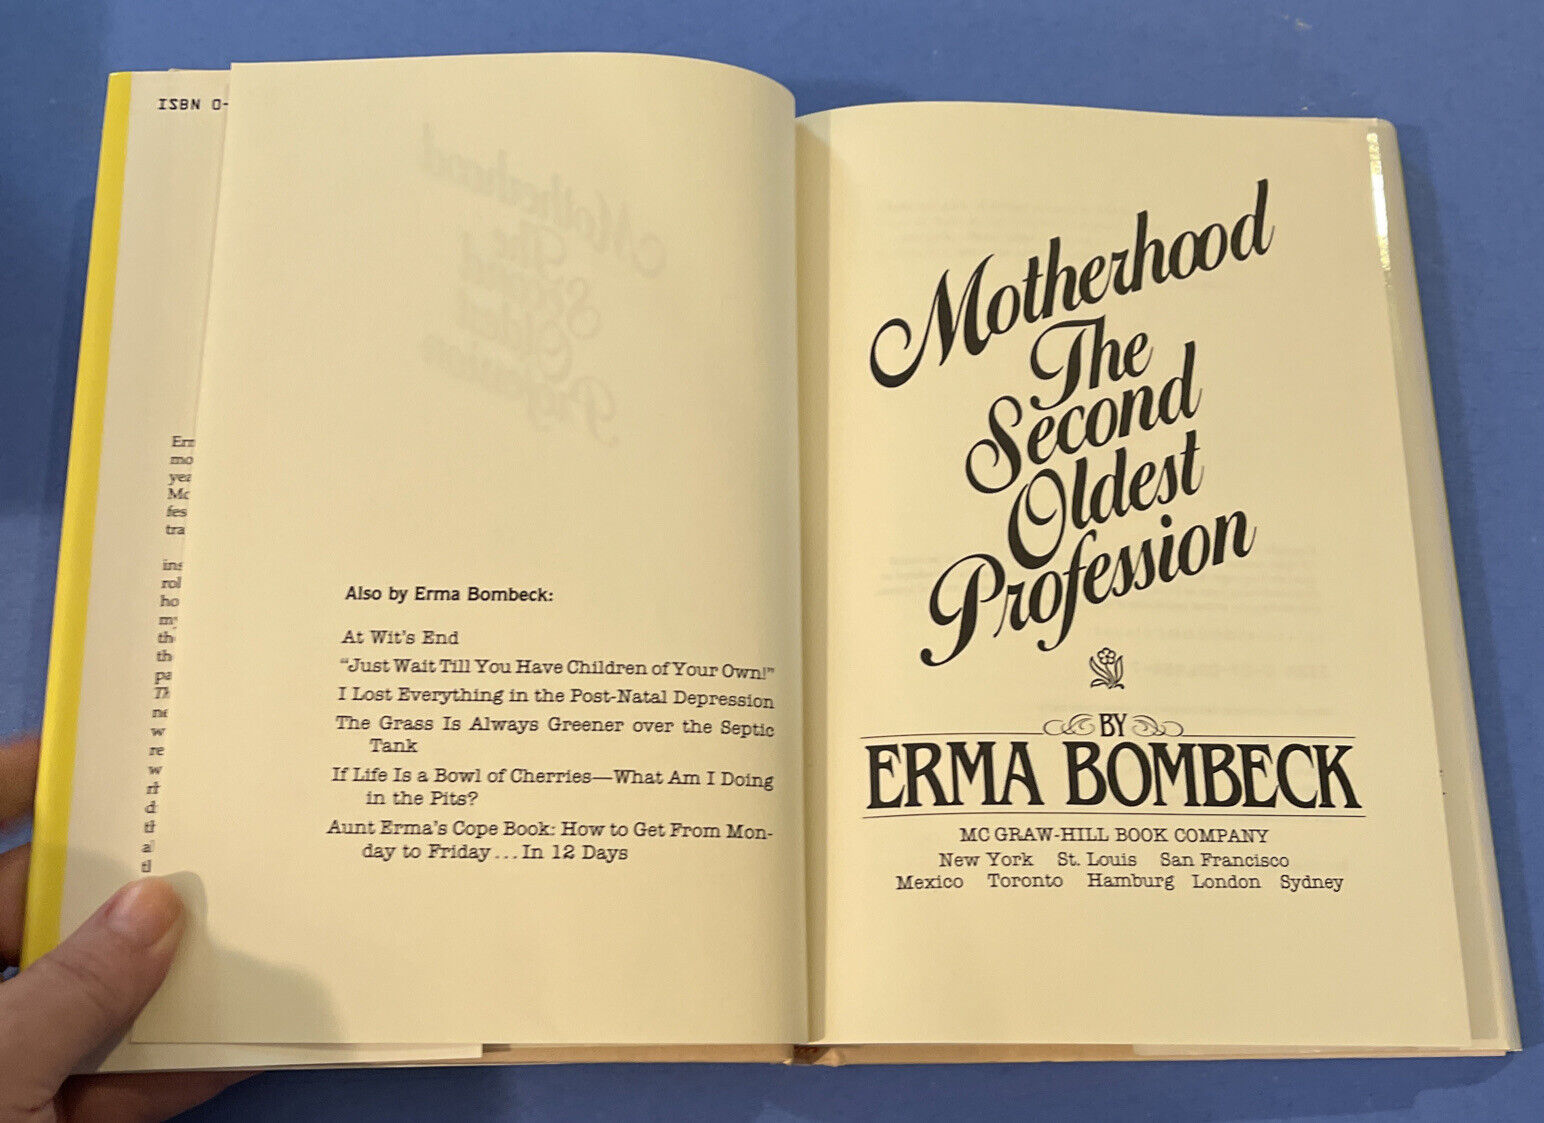 ISBN 0-
Also by Erma Bombeck:
At Wit's End
"Just Wait Till You Have Children of Your Own!"
I Lost Everything in the Post-Natal Depression
The Grass Is Always Greener over the Septic
Tank
If Life Is a Bowl of Cherries—What Am I Doing
in the Pits?
Aunt Erma's Cope Book: How to Get From Mon-
day to Friday...In 12 Days
Motherhood
The
Second
Oldest
Profession
BY
ERMA BOMBECK
MC GRAW-HILL BOOK COMPANY
New York St. Louis San Francisco
Mexico Toronto Hamburg London Sydney